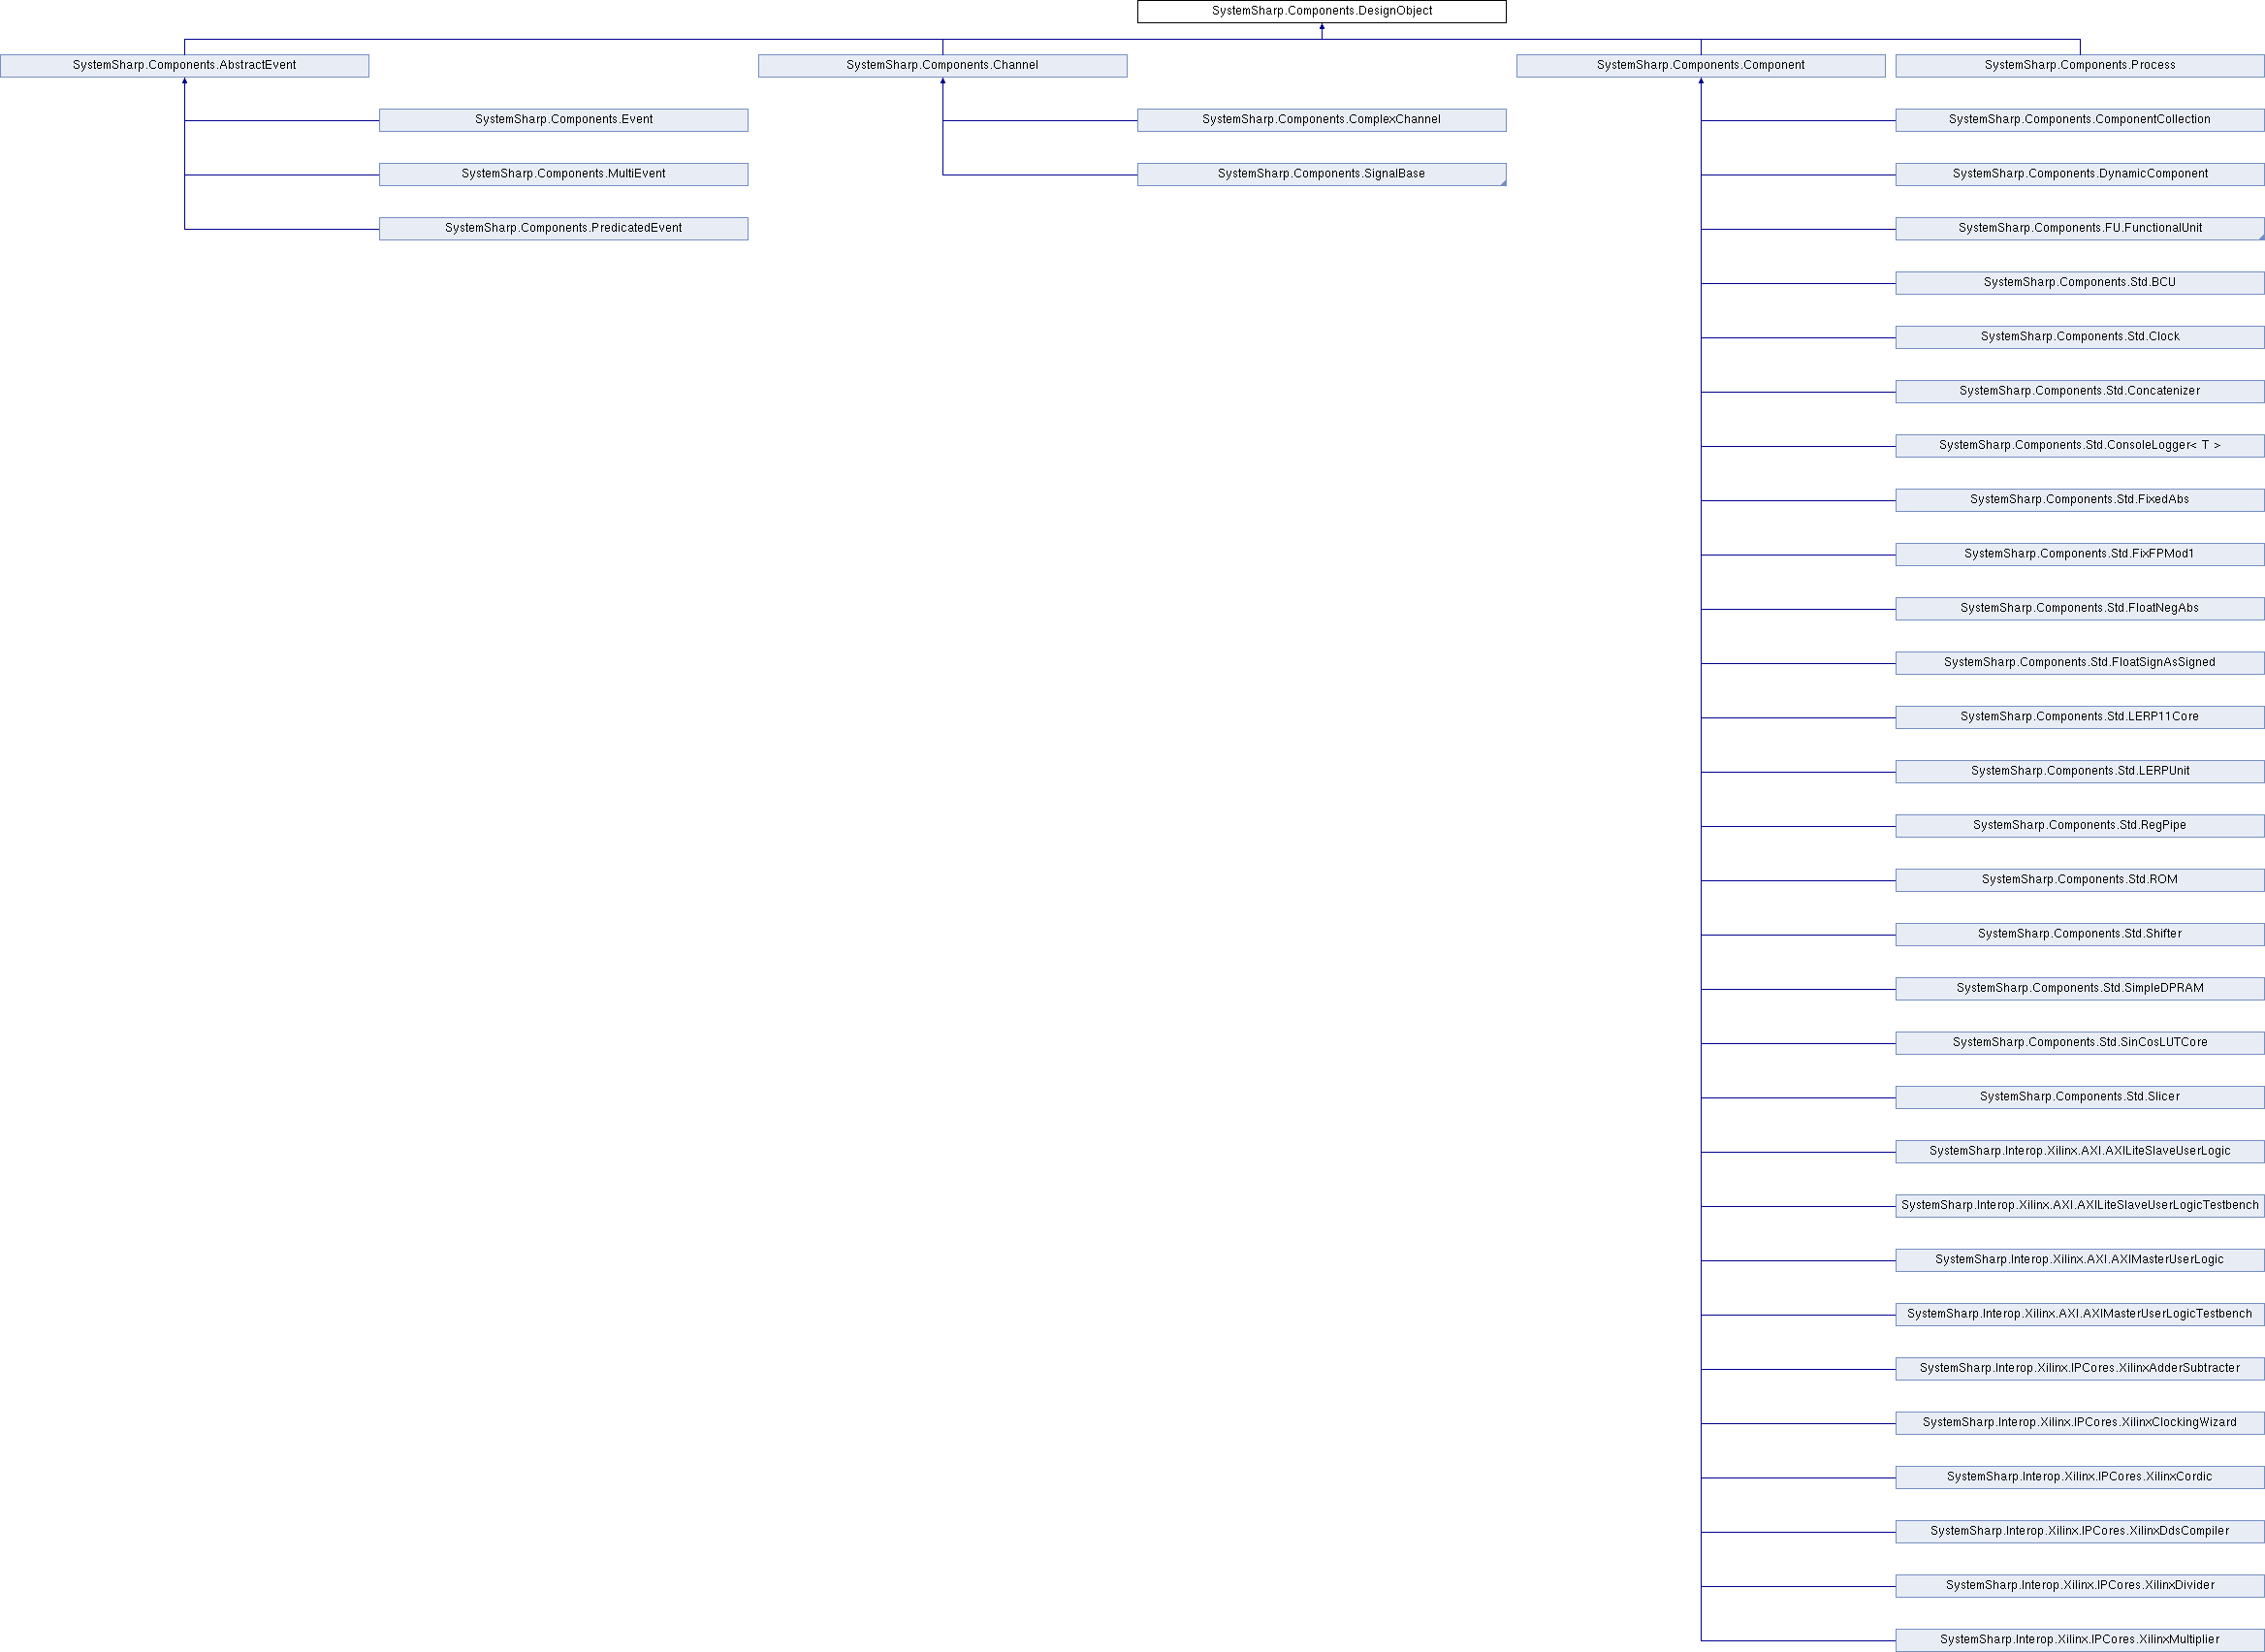 SystemSharp.Components.DesignObject
SystemSharp.Components.AbstractEvent
SystemSharp.Components.Channel
SystemSharp.Components.Component
SystemSharp.Components.Process
SystemSharp.Components.Event
SystemSharp.Components.ComplexChannel
SystemSharp.Components.ComponentCollection
SystemSharp.Components.MultiEvent
SystemSharp.Components.SignalBase
SystemSharp.Components.DynamicComponent
SystemSharp.Components.PredicatedEvent
SystemSharp.Components.FU.FunctionalUnit
SystemSharp.Components.Std.BCU
SystemSharp.Components.Std.Clock
SystemSharp.Components.Std.Concatenizer
SystemSharp.Components.Std.ConsoleLogger< T >
SystemSharp.Components.Std.FixedAbs
SystemSharp.Components.Std.FixFPMod1
SystemSharp.Components.Std.FloatNegAbs
SystemSharp.Components.Std.FloatSignAsSigned
SystemSharp.Components.Std.LERP11Core
SystemSharp.Components.Std.LERPUnit
SystemSharp.Components.Std.RegPipe
SystemSharp.Components.Std.ROM
SystemSharp.Components.Std.Shifter
SystemSharp.Components.Std.SimpleDPRAM
SystemSharp.Components.Std.SinCosLUTCore
SystemSharp.Components.Std.Slicer
SystemSharp.Interop.Xilinx.AXI.AXILiteSlaveUserLogic
SystemSharp.Interop.Xilinx.AXI.AXILiteSlaveUserLogicTestbench
SystemSharp.Interop.Xilinx.AXI.AXIMasterUserLogic
SystemSharp.Interop.Xilinx.AXI.AXIMasterUserLogicTestbench
SystemSharp.Interop.Xilinx.IPCores.XilinxAdderSubtracter
SystemSharp.Interop.Xilinx.IPCores.XilinxClockingWizard
SystemSharp.Interop.Xilinx.IPCores.XilinxCordic
SystemSharp.Interop.Xilinx.IPCores.XilinxDdsCompiler
SystemSharp.Interop.Xilinx.IPCores.XilinxDivider
SystemSharp.Interop.Xilinx.IPCores.XilinxMultiplier